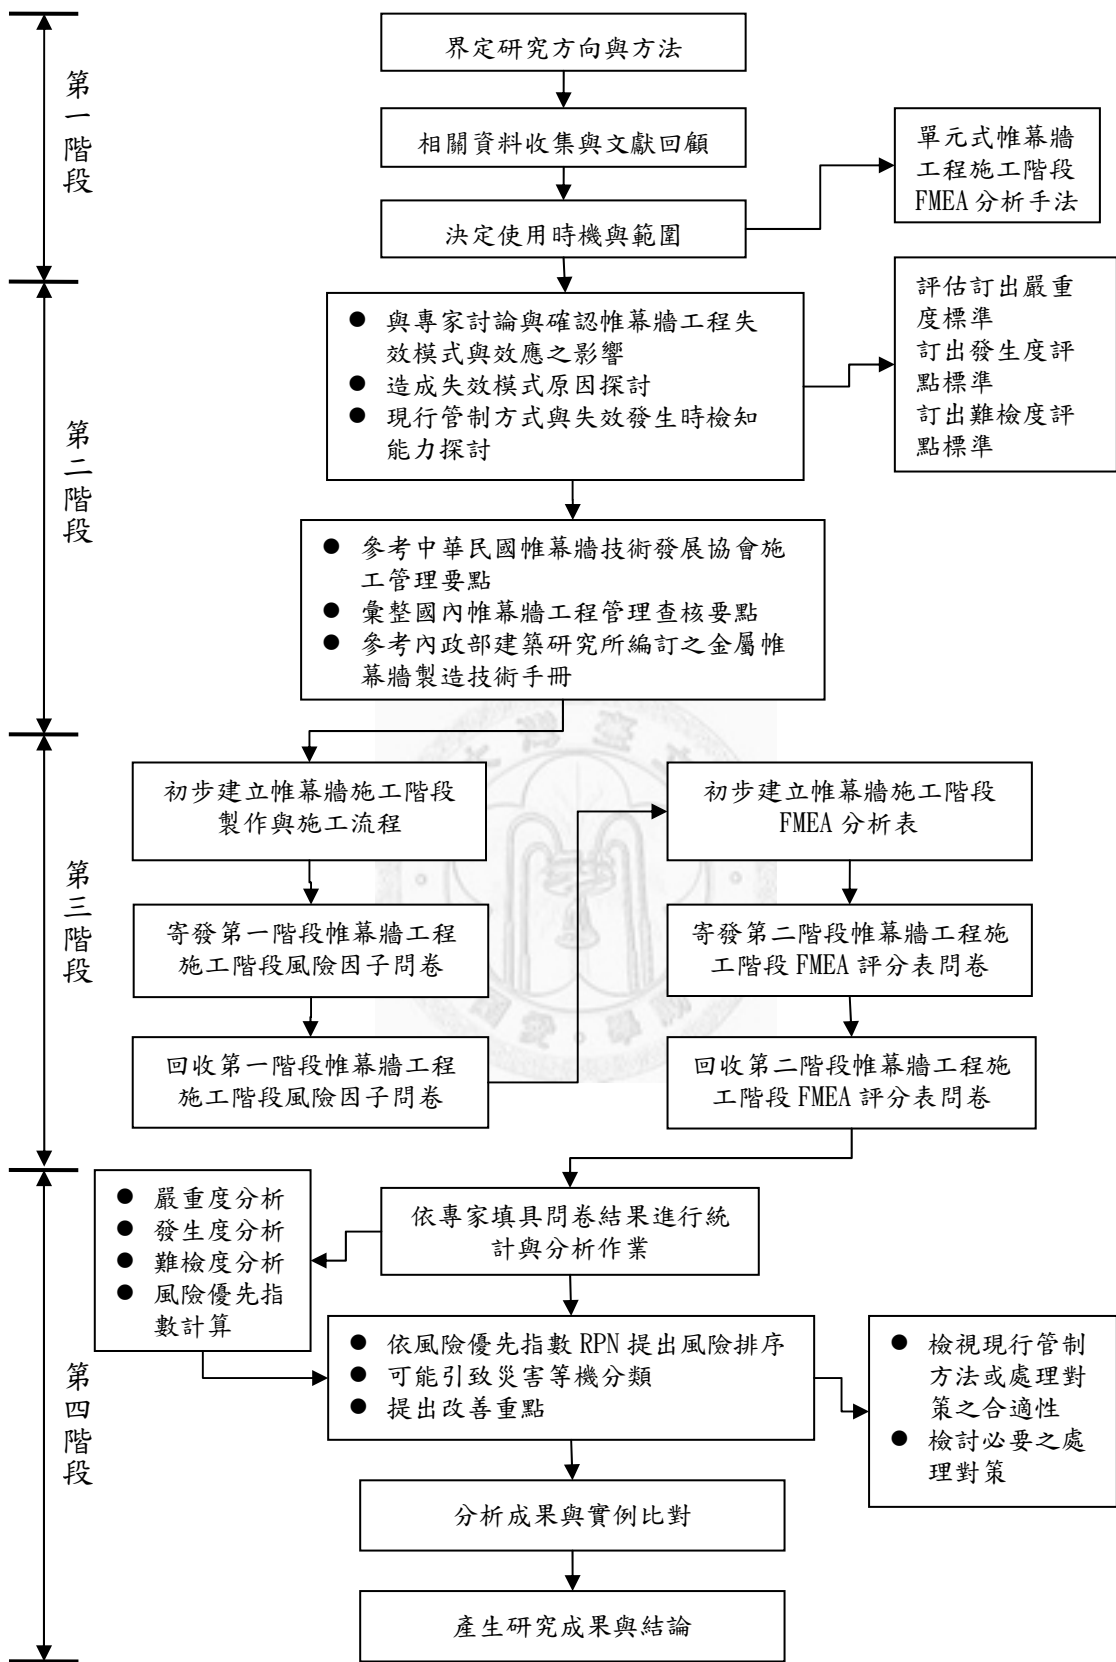 第一階段
界定研究方向與方法
相關資料收集與文獻回顧
決定使用時機與範圍
單元式帷幕牆
工程施工階段
FMEA 分析手法
第二階段
● 與專家討論與確認帷幕牆工程失
效模式與效應之影響
● 造成失效模式原因探討
● 現行管制方式與失效發生時檢知
能力探討
評估訂出嚴重
度標準
訂出發生度評
點標準
訂出難檢度評
點標準
● 參考中華民國帷幕牆技術發展協會施
工管理要點
● 彙整國內帷幕牆工程管理查核要點
● 參考內政部建築研究所編訂之金屬帷
幕牆製造技術手冊
第三階段
初步建立帷幕牆施工階段
製作與施工流程
寄發第一階段帷幕牆工程
施工階段風險因子問卷
回收第一階段帷幕牆工程
施工階段風險因子問卷
初步建立帷幕牆施工階段
FMEA 分析表
寄發第二階段帷幕牆工程施
工階段 FMEA 評分表問卷
回收第二階段帷幕牆工程施
工階段 FMEA 評分表問卷
第四階段
依專家填具問卷結果進行統
計與分析作業
● 嚴重度分析
● 發生度分析
● 難檢度分析
● 風險優先指
數計算
● 依風險優先指數 RPN 提出風險排序
● 可能引致災害等機分類
● 提出改善重點
● 檢視現行管制
方法或處理對
策之合適性
● 檢討必要之處
理對策
分析成果與實例比對
產生研究成果與結論